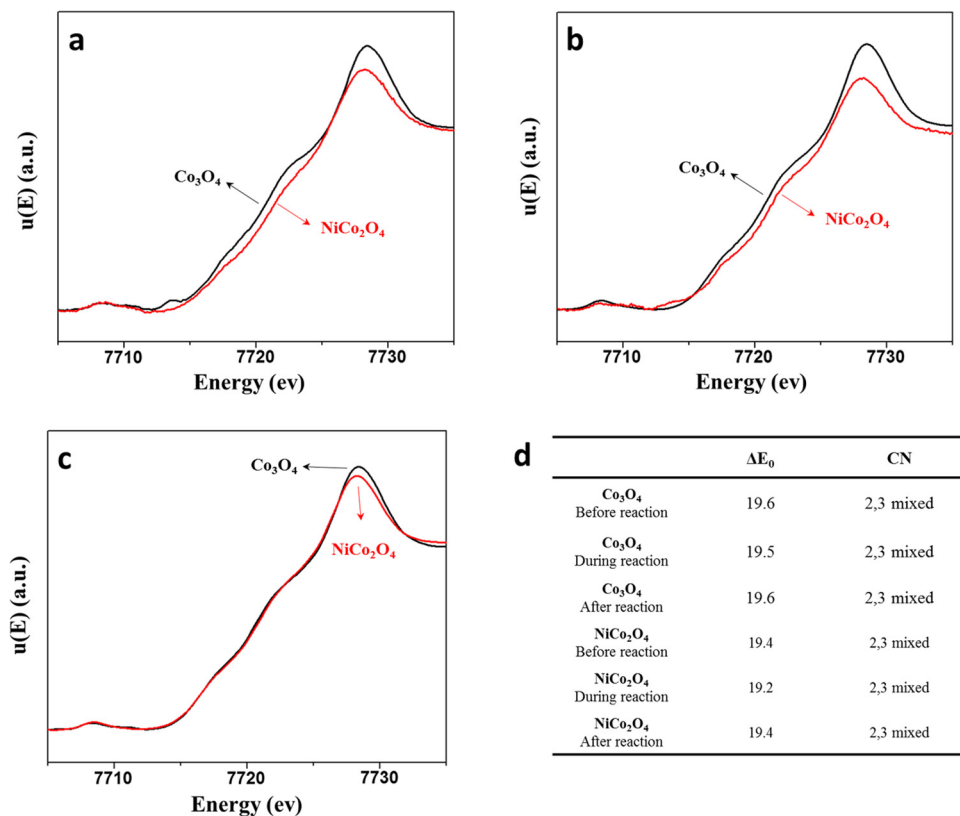 a
u(E) (a.u.)
Co₃O₄
NiCo₂O₄
7710 7720 7730
Energy (ev)
b
u(E) (a.u.)
Co₃O₄
NiCo₂O₄
7710 7720 7730
Energy (ev)
c
u(E) (a.u.)
Co₃O₄
NiCo₂O₄
7710 7720 7730
Energy (ev)
d
ΔE₀ CN
Co₃O₄
Before reaction 19.6 2,3 mixed
Co₃O₄
During reaction 19.5 2,3 mixed
Co₃O₄
After reaction 19.6 2,3 mixed
NiCo₂O₄
Before reaction 19.4 2,3 mixed
NiCo₂O₄
During reaction 19.2 2,3 mixed
NiCo₂O₄
After reaction 19.4 2,3 mixed